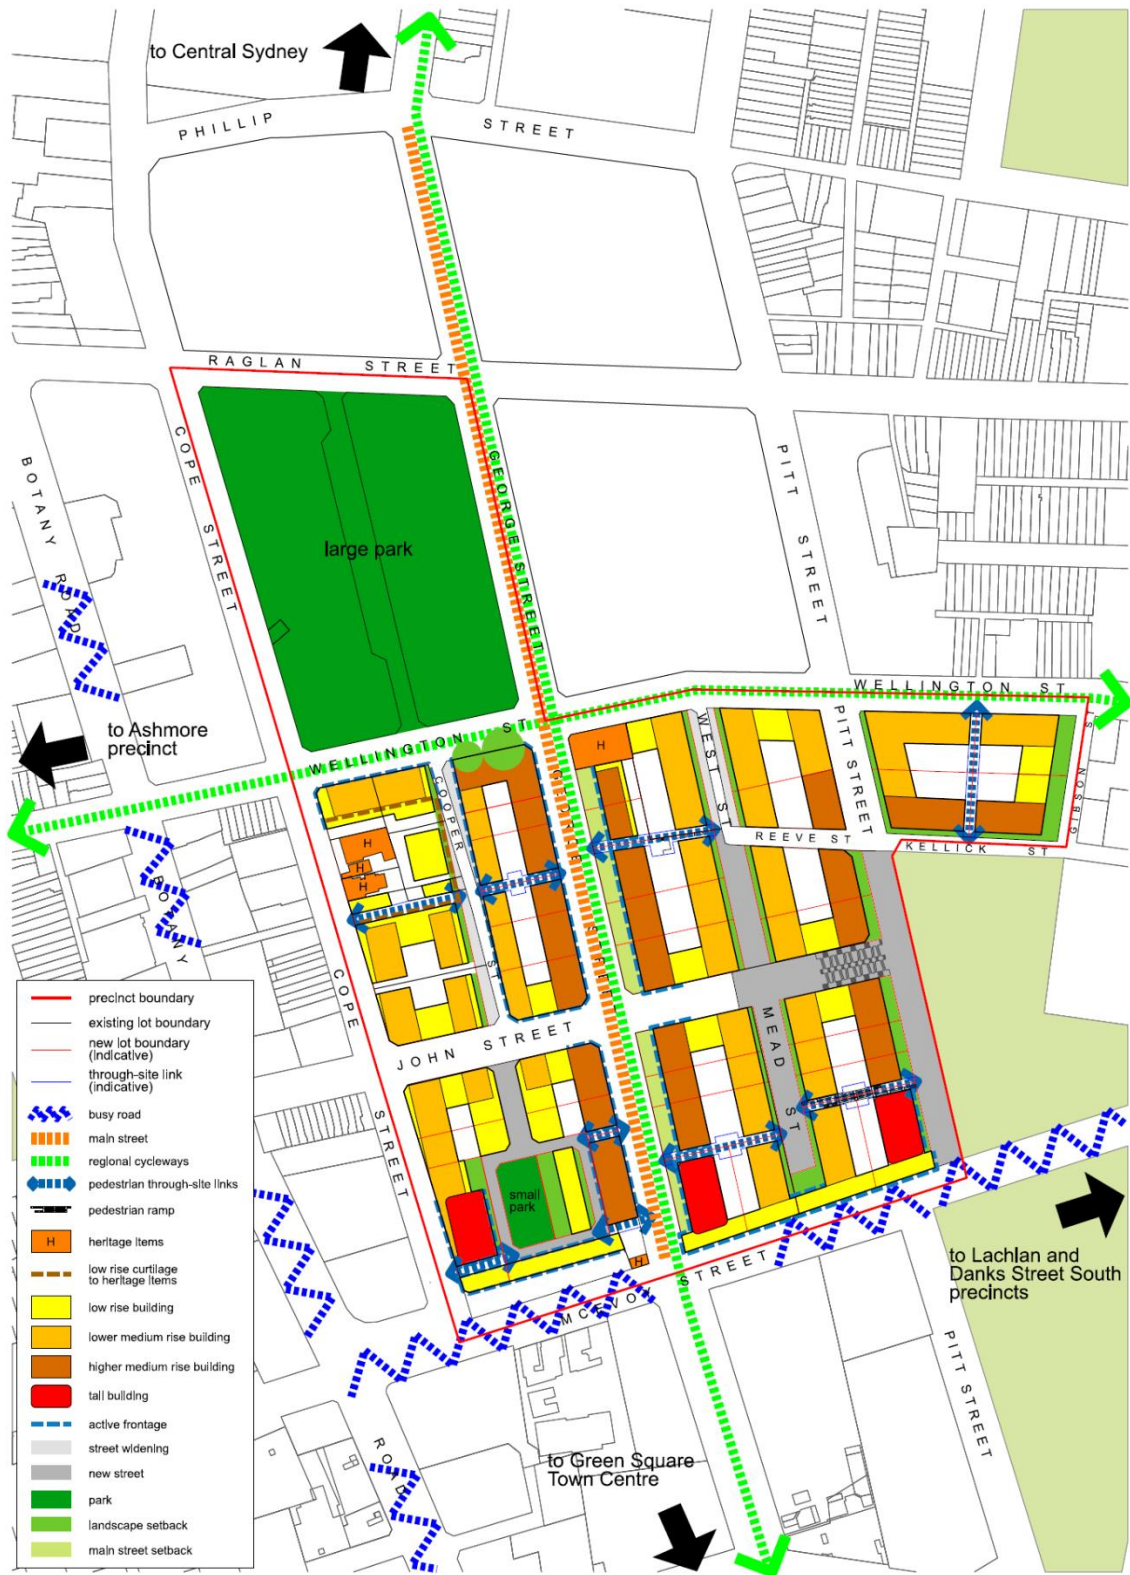 to Central Sydney
PHILLIP STREET
RAGLAN STREET
COPE STREET
BOTANY ROAD
GEORGE STREET
PITT STREET
large park
WELLINGTON ST
to Ashmore
precinct
WELLINGTON ST
COOPER ST
GEORGE STREET
H
WEST ST
PITT STREET
GIBSON ST
REEVE ST
KELLICK ST
H
H
H
BOTANY ROAD
COPE STREET
JOHN STREET
MEAD ST
small
park
H
MCEVOY STREET
to Lachlan and
Danks Street South
precincts
PITT STREET
to Green Square
Town Centre
precinct boundary
existing lot boundary
new lot boundary
(indicative)
through-site link
(indicative)
busy road
main street
regional cycleways
pedestrian through-site links
pedestrian ramp
H heritage items
low rise curtilage
to heritage items
low rise building
lower medium rise building
higher medium rise building
tall building
active frontage
street widening
new street
park
landscape setback
main street setback